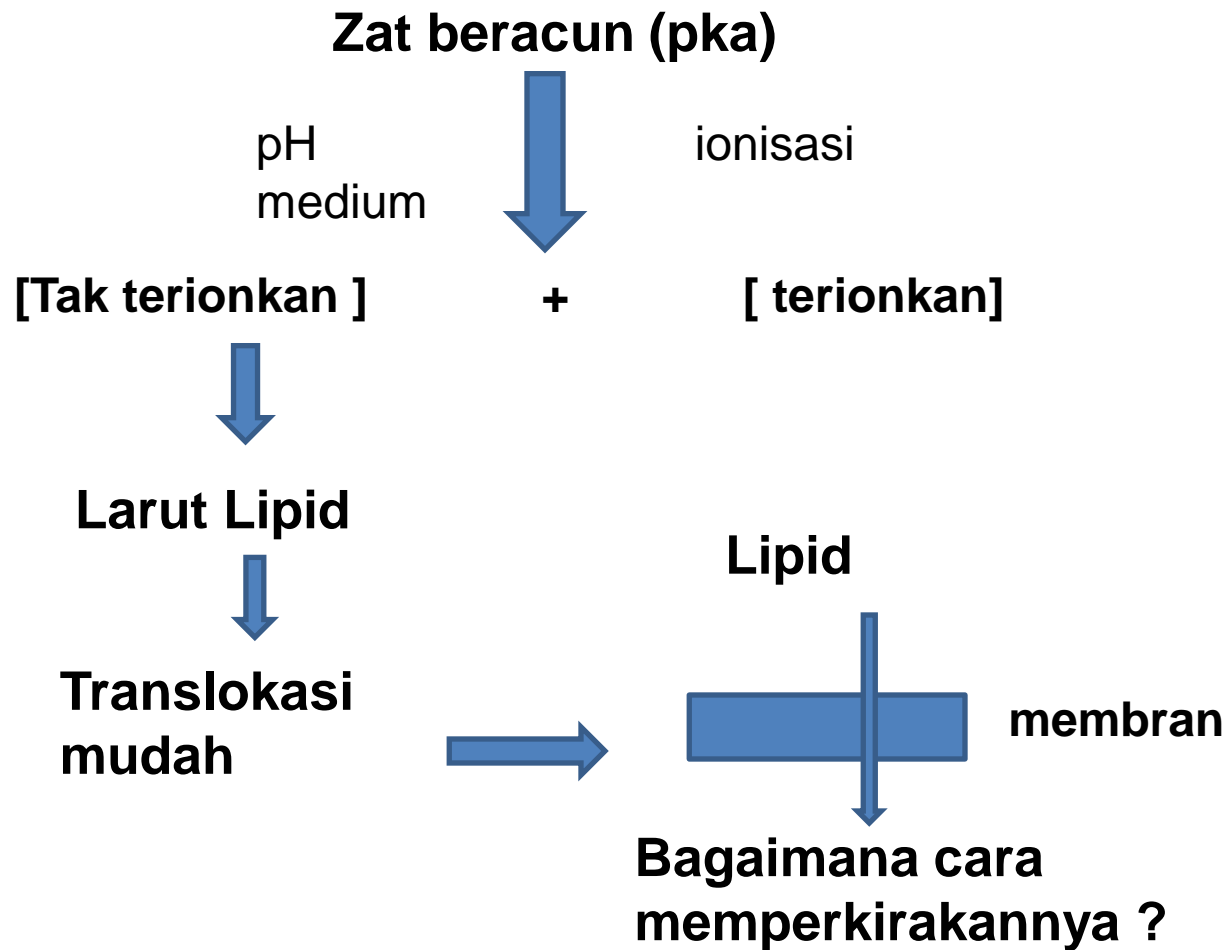 Zat beracun (pka)
pH
medium
ionisasi
[Tak terionkan ] + [ terionkan]
Larut Lipid
Lipid
Translokasi
mudah
membran
Bagaimana cara
memperkirakannya ?